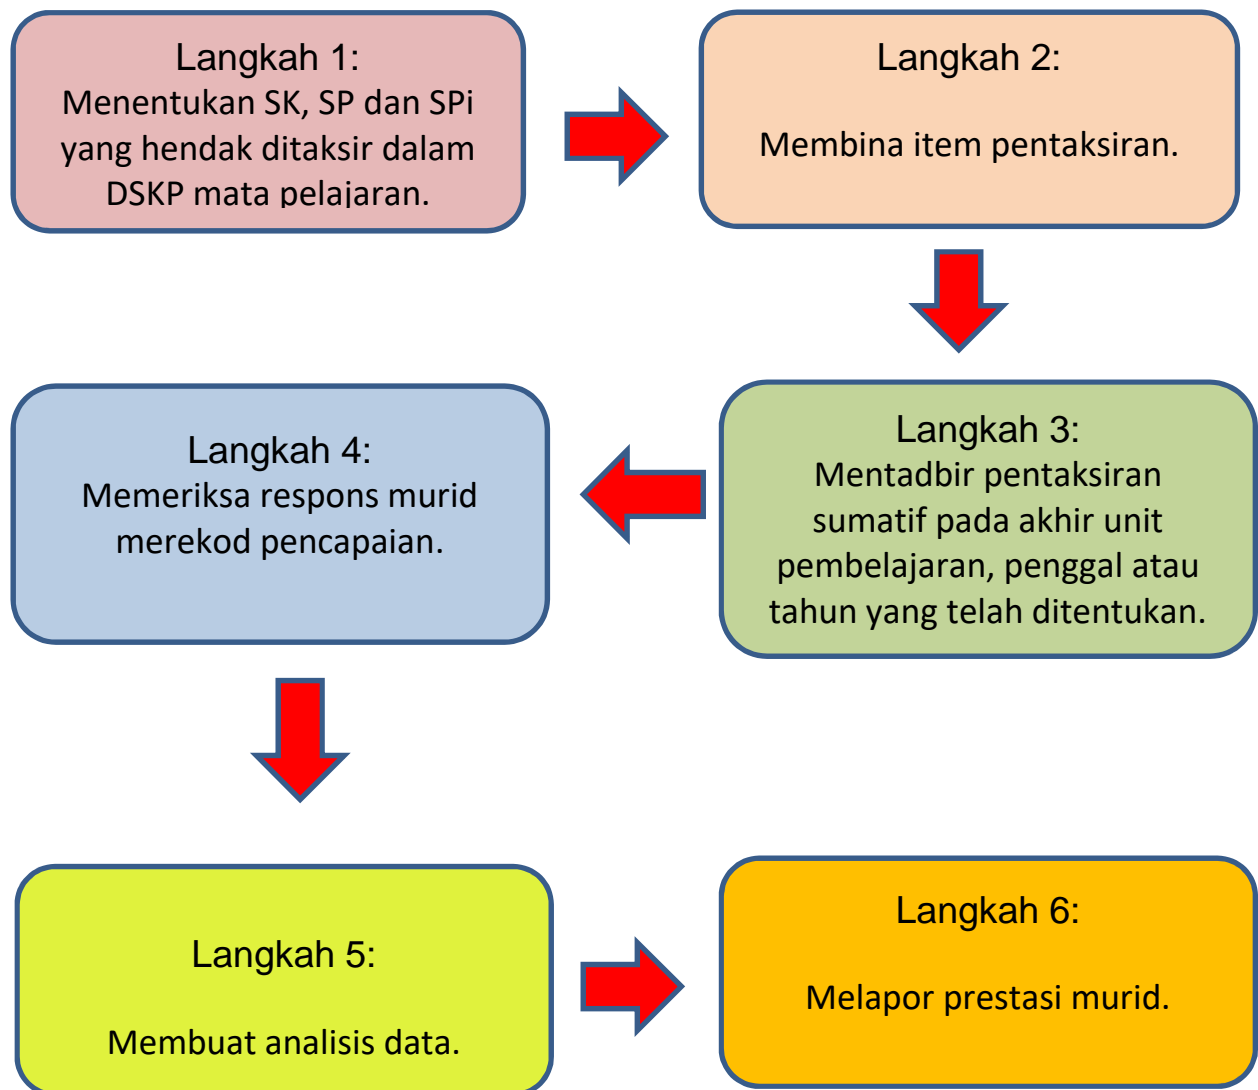 Langkah 1:
Menentukan SK, SP dan SPi
yang hendak ditaksir dalam
DSKP mata pelajaran.
Langkah 2:
Membina item pentaksiran.
Langkah 3:
Mentadbir pentaksiran
sumatif pada akhir unit
pembelajaran, penggal atau
tahun yang telah ditentukan.
Langkah 4:
Memeriksa respons murid
merekod pencapaian.
Langkah 5:
Membuat analisis data.
Langkah 6:
Melapor prestasi murid.